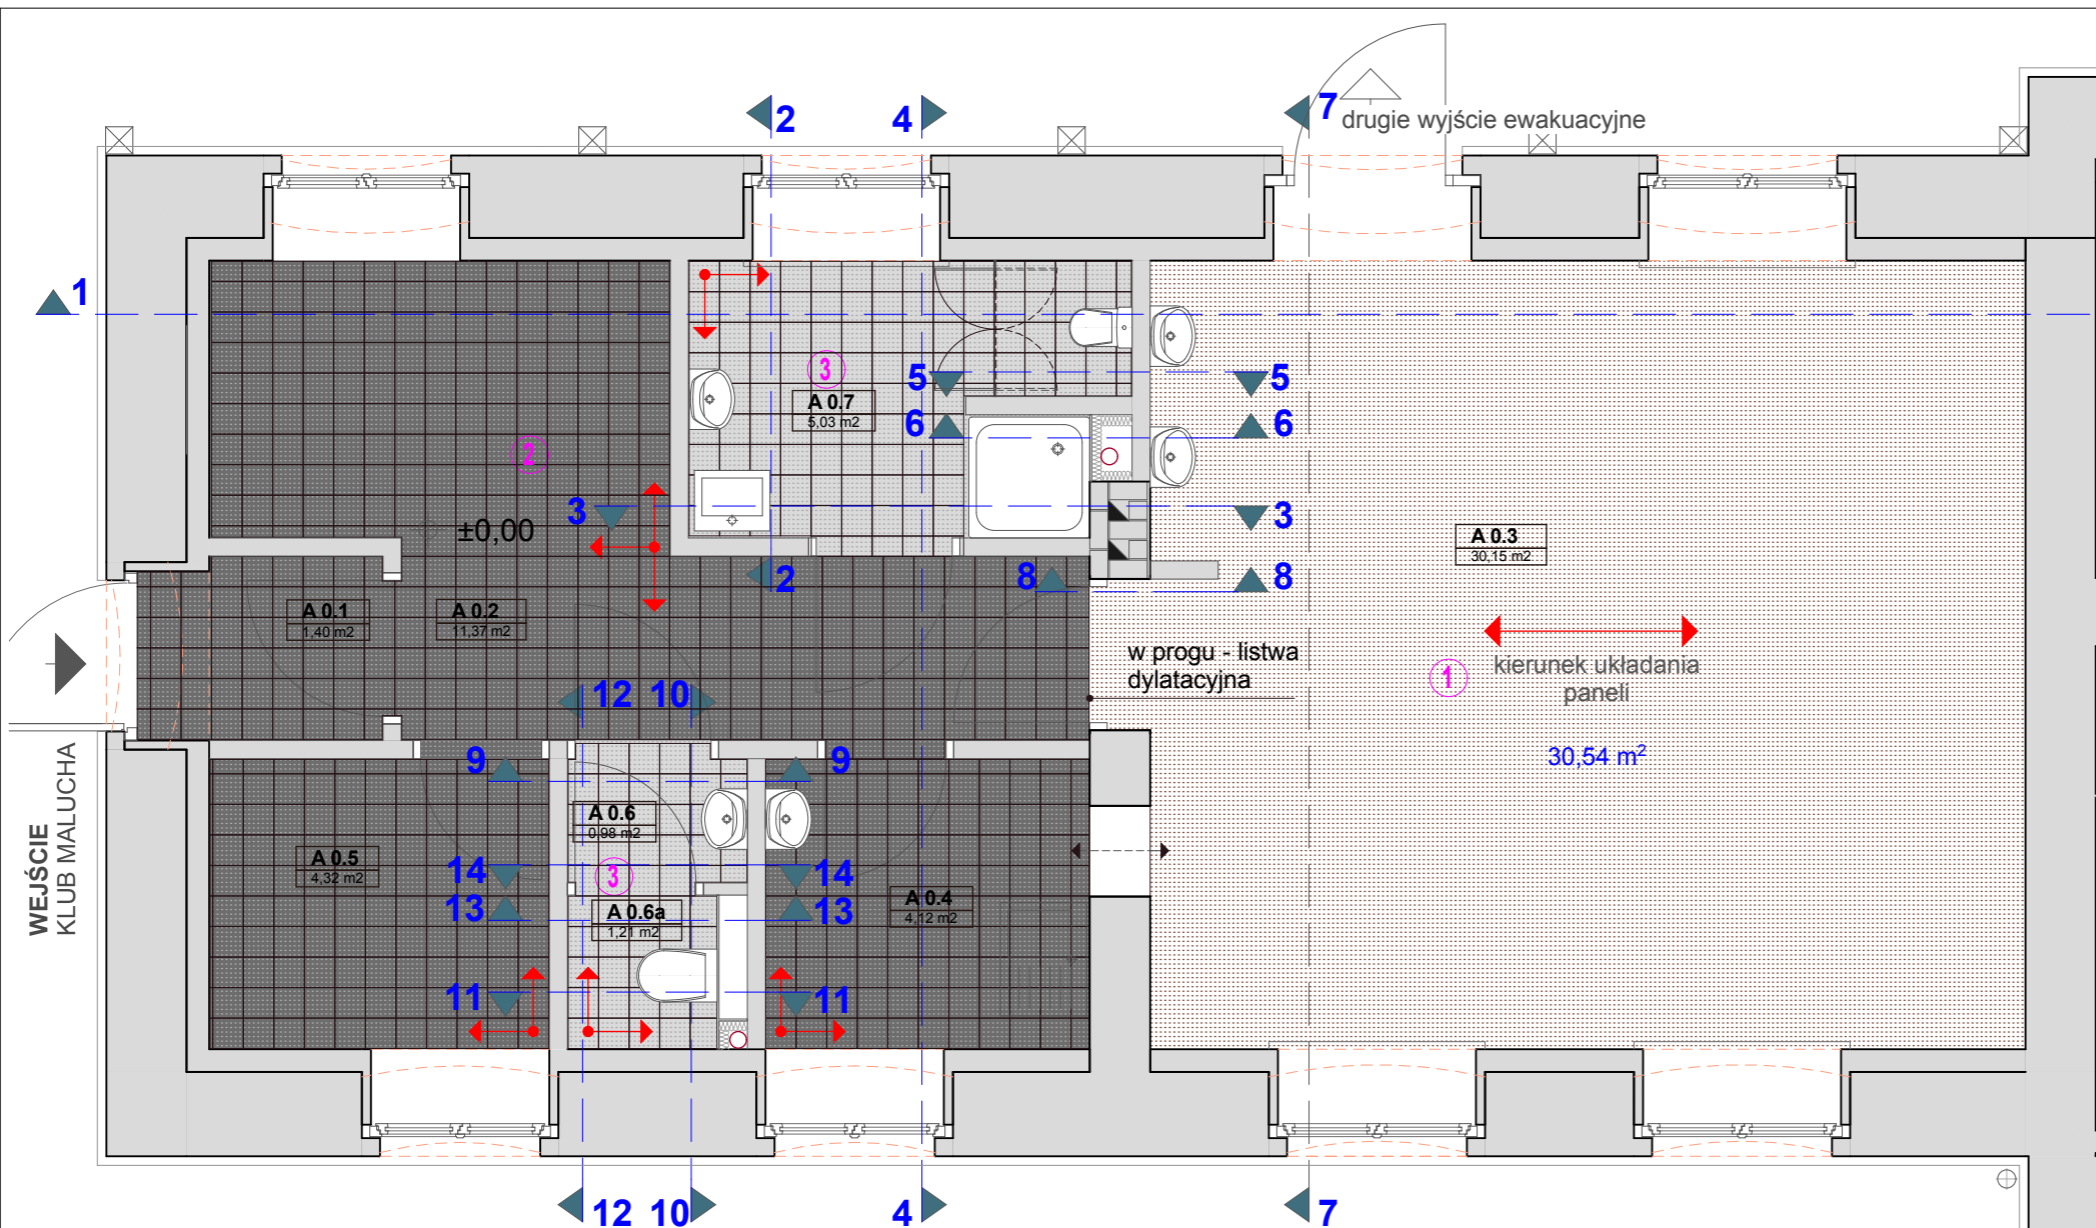 2
4
7
drugie wyjście ewakuacyjne
1
3
5
5
A 0.7
5,03 m2
6
6
2
3
3
±0,00
A 0.3
30,15 m2
2
8
8
A 0.1
1,40 m2
A 0.2
11,37 m2
w progu - listwa
dylatacyjna
1
kierunek układania
paneli
12
10
30,54 m²
9
9
WEJŚCIE
KLUB MALUCHA
A 0.6
0,98 m2
A 0.5
4,32 m2
14
3
14
13
A 0.6a
1,21 m2
13
A 0.4
4,12 m2
11
11
12
10
4
7